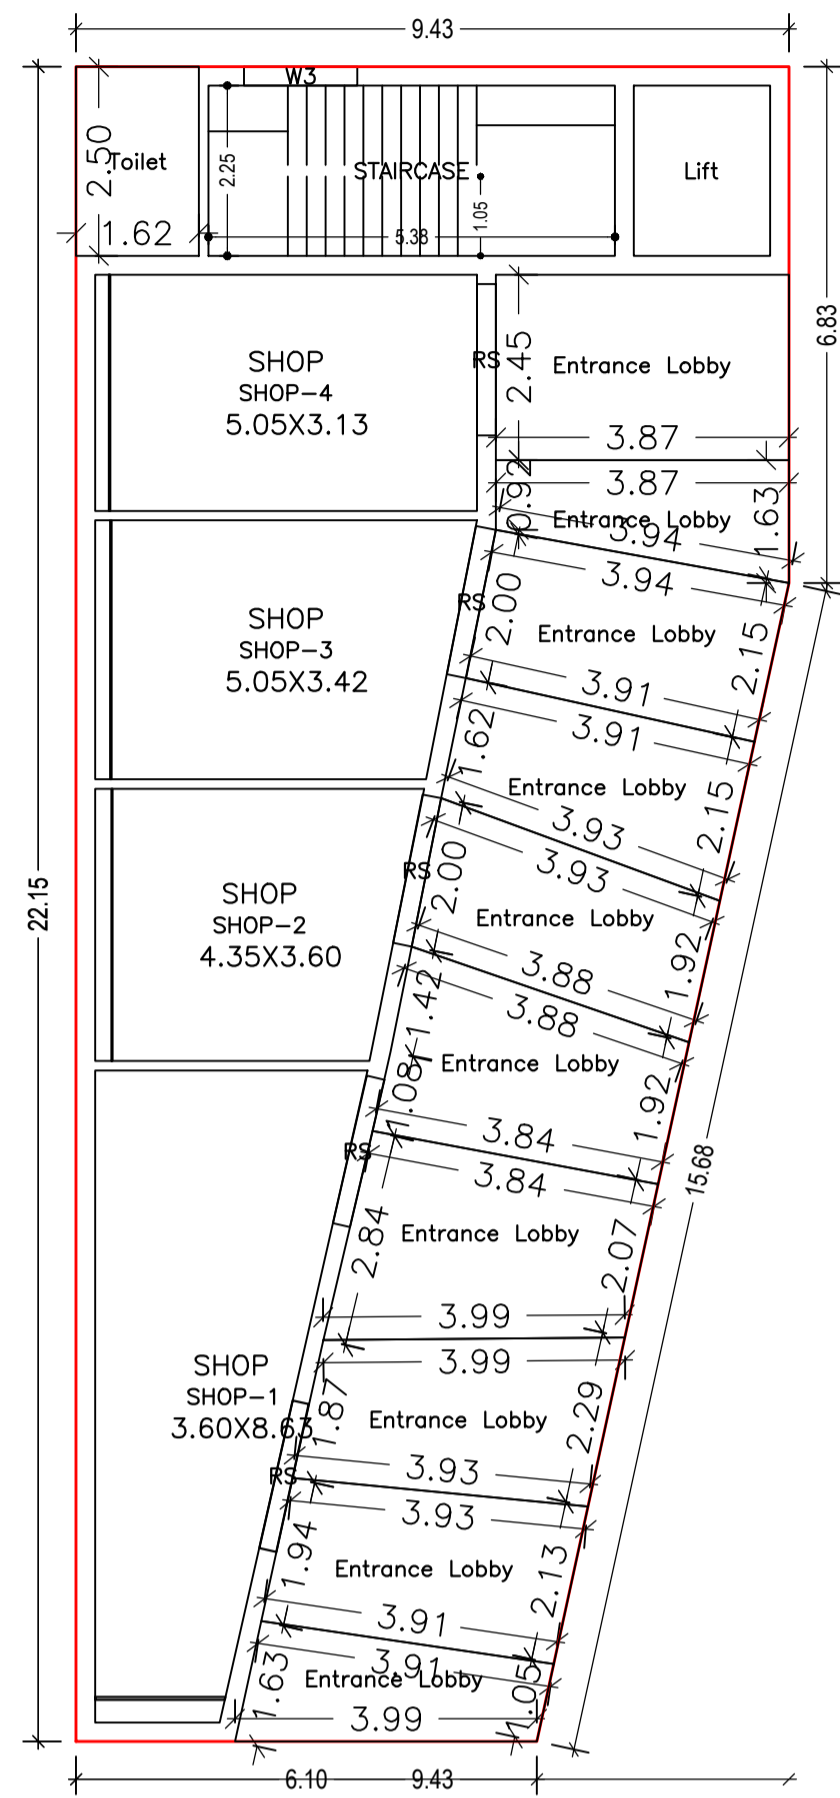 9.43
W3
2.50
Toilet
2.25
STAIRCASE
Lift
1.05
1.62
5.38
6.83
SHOP
SHOP-4
5.05X3.13
RS
2.45
Entrance Lobby
3.87
3.87
0.92
Entrance Lobby
1.63
3.94
3.94
SHOP
SHOP-3
5.05X3.42
RS
2.00
Entrance Lobby
2.15
3.91
3.91
1.62
Entrance Lobby
2.15
3.93
3.93
SHOP
SHOP-2
4.35X3.60
RS
2.00
Entrance Lobby
1.92
22.15
3.88
3.88
1.42
Entrance Lobby
1.08
1.92
3.84
3.84
RS
15.68
2.84
Entrance Lobby
2.07
3.99
3.99
SHOP
SHOP-1
3.60X8.63
1.87
Entrance Lobby
2.29
3.93
3.93
RS
1.94
Entrance Lobby
2.13
3.91
3.91
1.63
Entrance Lobby
1.05
3.99
6.10
9.43